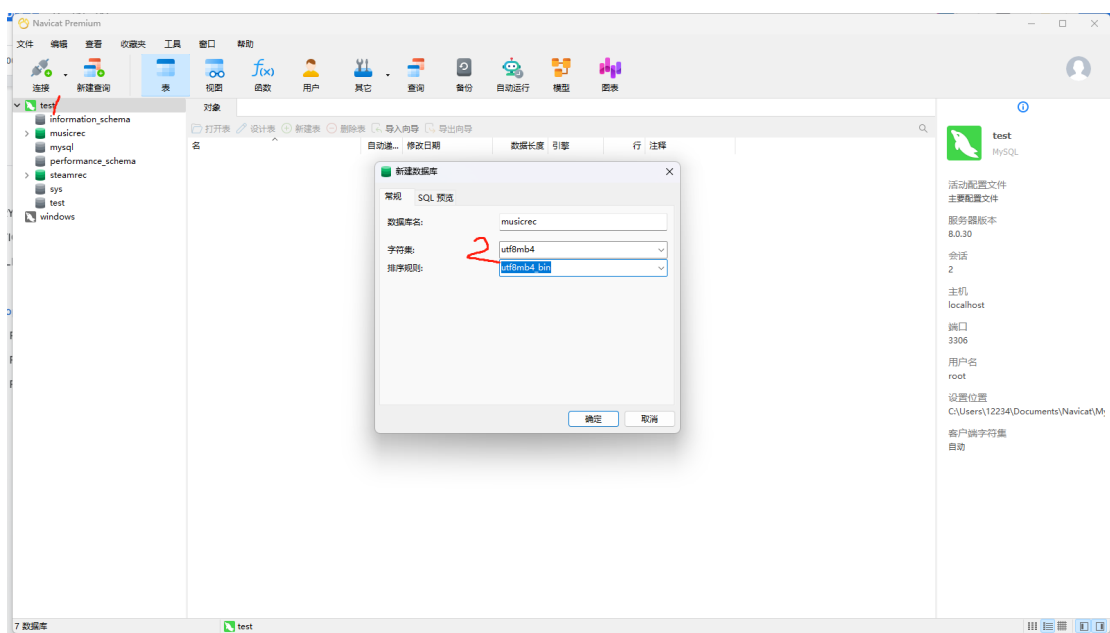 Navicat Premium
文件 编辑 查看 收藏夹 工具 窗口 帮助
连接 新建查询 表 视图 函数 用户 其它 查询 备份 自动运行 模型 图表
test
information_schema
musicrec
mysql
performance_schema
steamrec
sys
test
windows
1
对象
打开表 设计表 新建表 删除表 导入向导 导出向导
名 自动递... 修改日期 数据长度 引擎 行 注释
新建数据库
常规 SQL 预览
数据库名: musicrec
字符集: utf8mb4
2
排序规则: utf8mb4_bin
确定 取消
test
MySQL
活动配置文件
主要配置文件
服务器版本
8.0.30
会话
2
主机
localhost
端口
3306
用户名
root
设置位置
C:\Users\12234\Documents\Navicat\My
客户端字符集
自动
7 数据库 test